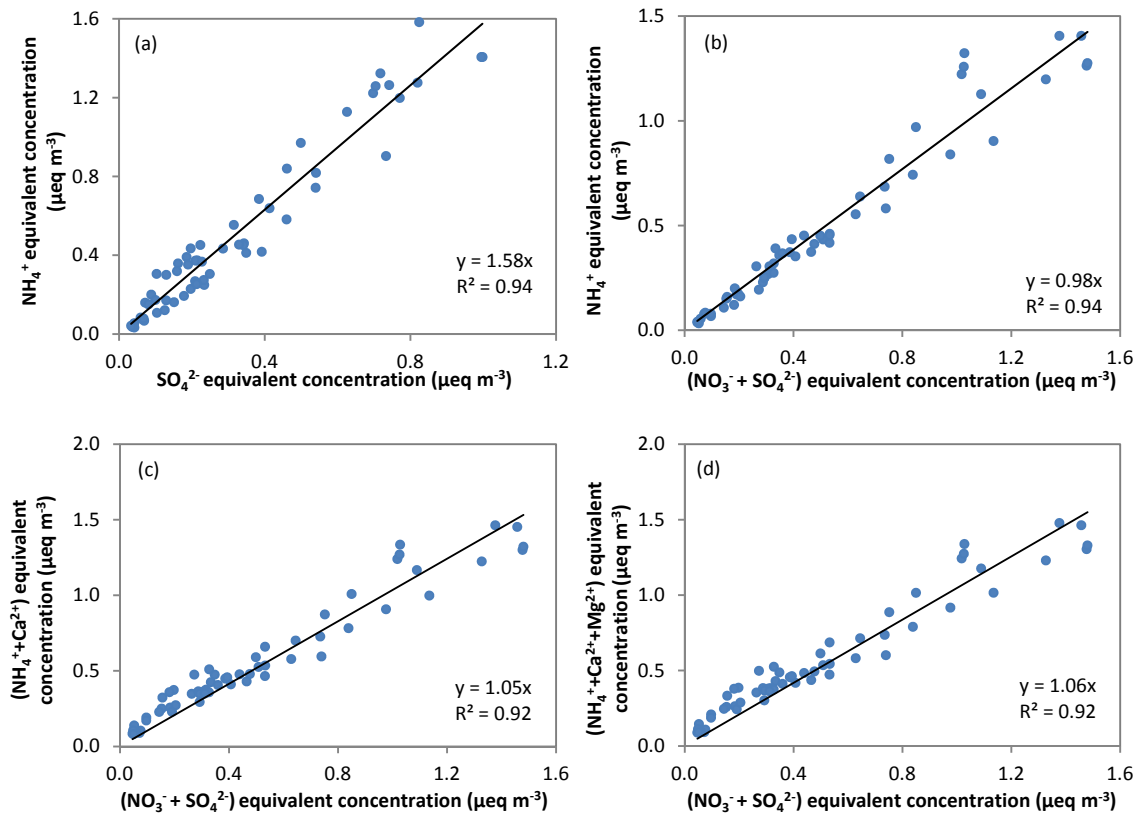 (a)
1.6
1.2
0.8
0.4
0.0
NH₄⁺ equivalent concentration
(µeq m⁻³)
y = 1.58x
R² = 0.94
0.0 0.4 0.8 1.2
SO₄²⁻ equivalent concentration (µeq m⁻³)
(b)
1.5
1.0
0.5
0.0
NH₄⁺ equivalent concentration
(µeq m⁻³)
y = 0.98x
R² = 0.94
0.0 0.4 0.8 1.2 1.6
(NO₃⁻ + SO₄²⁻) equivalent concentration (µeq m⁻³)
(c)
2.0
1.5
1.0
0.5
0.0
(NH₄⁺+Ca²⁺) equivalent
concentration (µeq m⁻³)
y = 1.05x
R² = 0.92
0.0 0.4 0.8 1.2 1.6
(NO₃⁻ + SO₄²⁻) equivalent concentration (µeq m⁻³)
(d)
2.0
1.5
1.0
0.5
0.0
(NH₄⁺+Ca²⁺+Mg²⁺) equivalent
concentration (µeq m⁻³)
y = 1.06x
R² = 0.92
0.0 0.4 0.8 1.2 1.6
(NO₃⁻ + SO₄²⁻) equivalent concentration (µeq m⁻³)